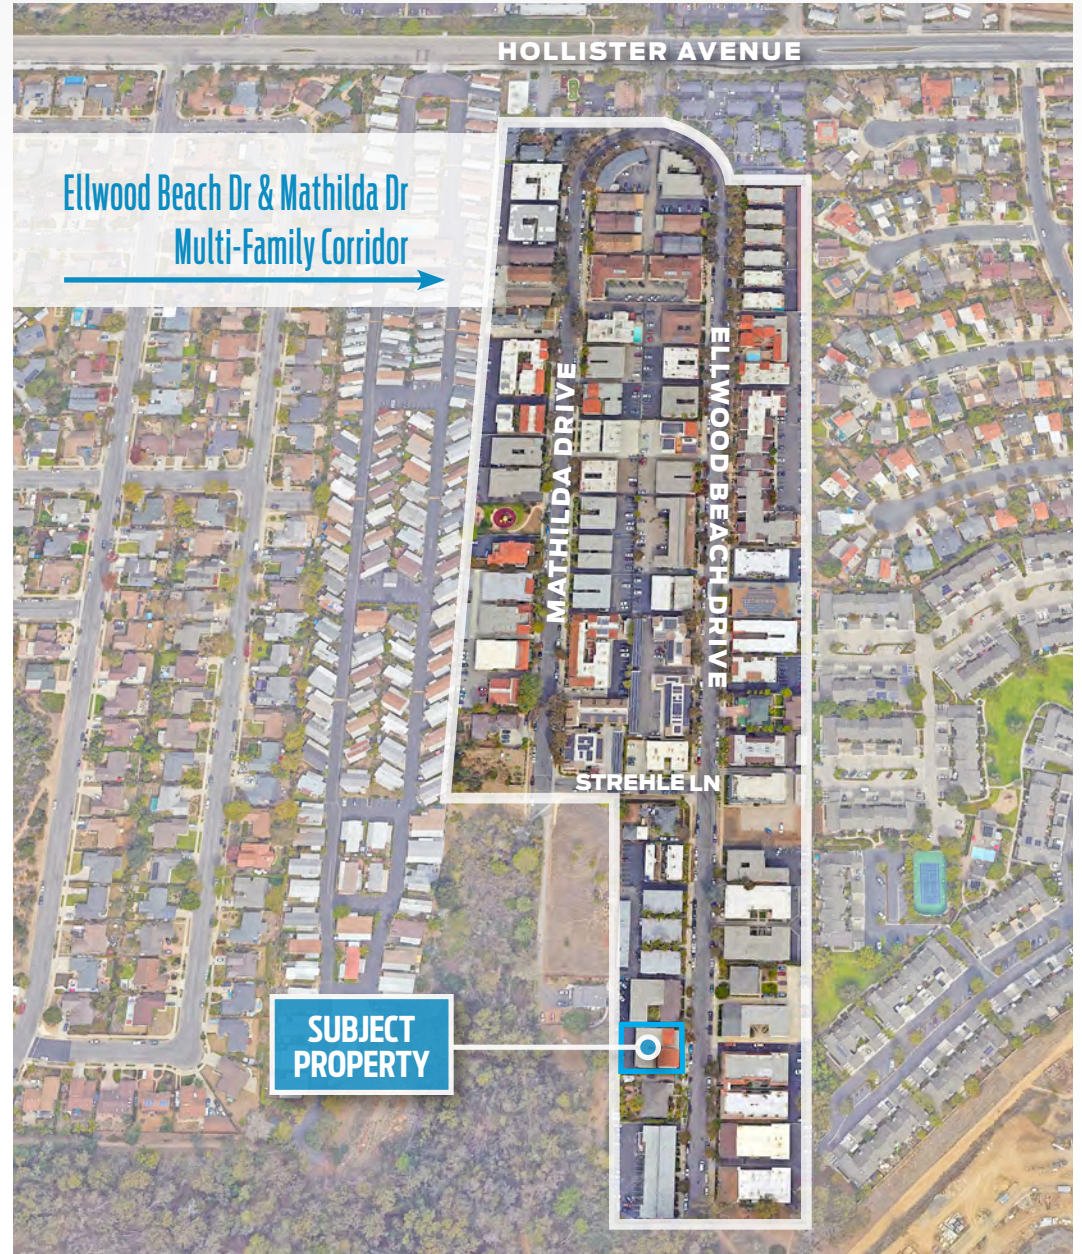 HOLLISTER AVENUE
Ellwood Beach Dr & Mathilda Dr
Multi-Family Corridor
MATHILDA DRIVE
ELLWOOD BEACH DRIVE
STREHLE LN
SUBJECT
PROPERTY